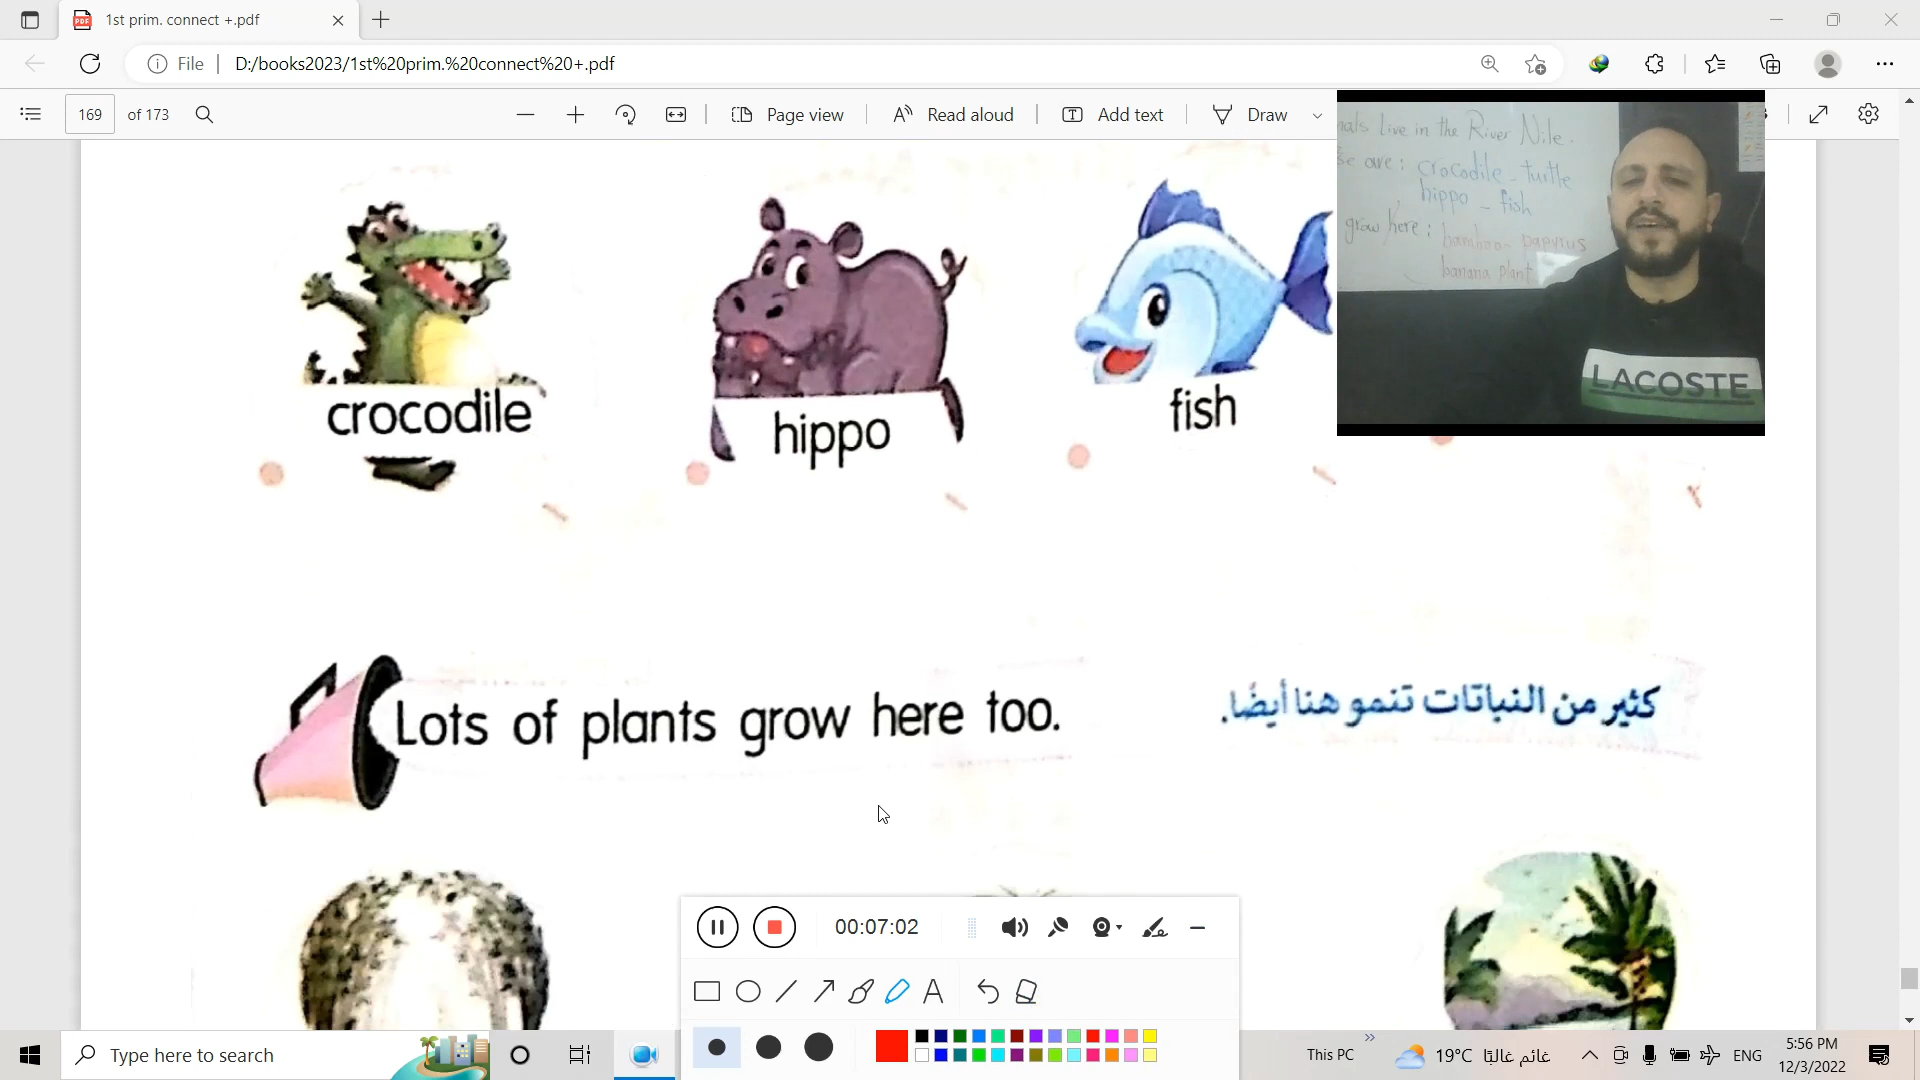 1st prim. connect +.pdf
File
D:/books2023/1st%20prim.%20connect%20+.pdf
169 of 173
Page view
Read aloud
Add text
Draw
Live in the River Nile.
are : crocodile - turtle
hippo - fish
grow here : bamboo - papyrus
banana plant
LACOSTE
crocodile
hippo
fish
Lots of plants grow here too.
كثير من النباتات تنمو هنا أيضًا.
00:07:02
Type here to search
This PC
19°C غائم غالبًا
ENG
5:56 PM
12/3/2022